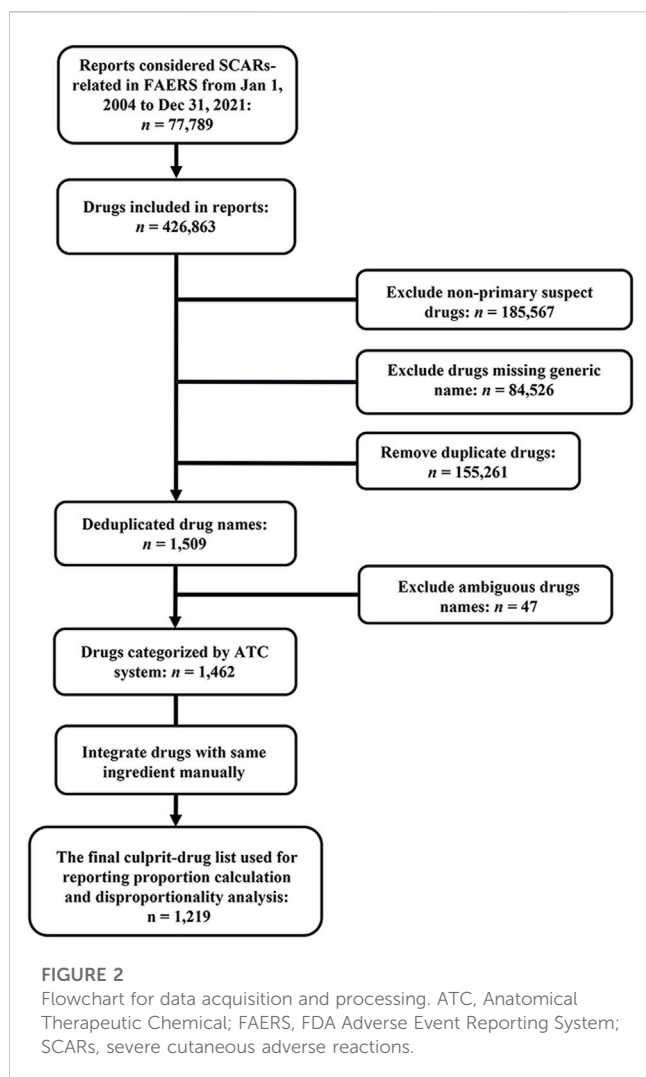 Reports considered SCARs-
related in FAERS from Jan 1,
2004 to Dec 31, 2021:
n = 77,789
Drugs included in reports:
n = 426,863
Exclude non-primary suspect
drugs: n = 185,567
Exclude drugs missing generic
name: n = 84,526
Remove duplicate drugs:
n = 155,261
Deduplicated drug names:
n = 1,509
Exclude ambiguous drugs
names: n = 47
Drugs categorized by ATC
system: n = 1,462
Integrate drugs with same
ingredient manually
The final culprit-drug list used for
reporting proportion calculation
and disproportionality analysis:
n = 1,219
FIGURE 2
Flowchart for data acquisition and processing. ATC, Anatomical
Therapeutic Chemical; FAERS, FDA Adverse Event Reporting System;
SCARs, severe cutaneous adverse reactions.